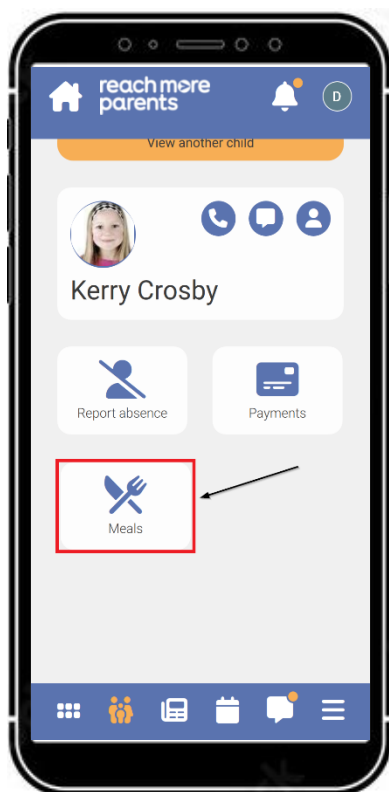 reach more
parents
D
View another child
Kerry Crosby
Report absence
Payments
Meals